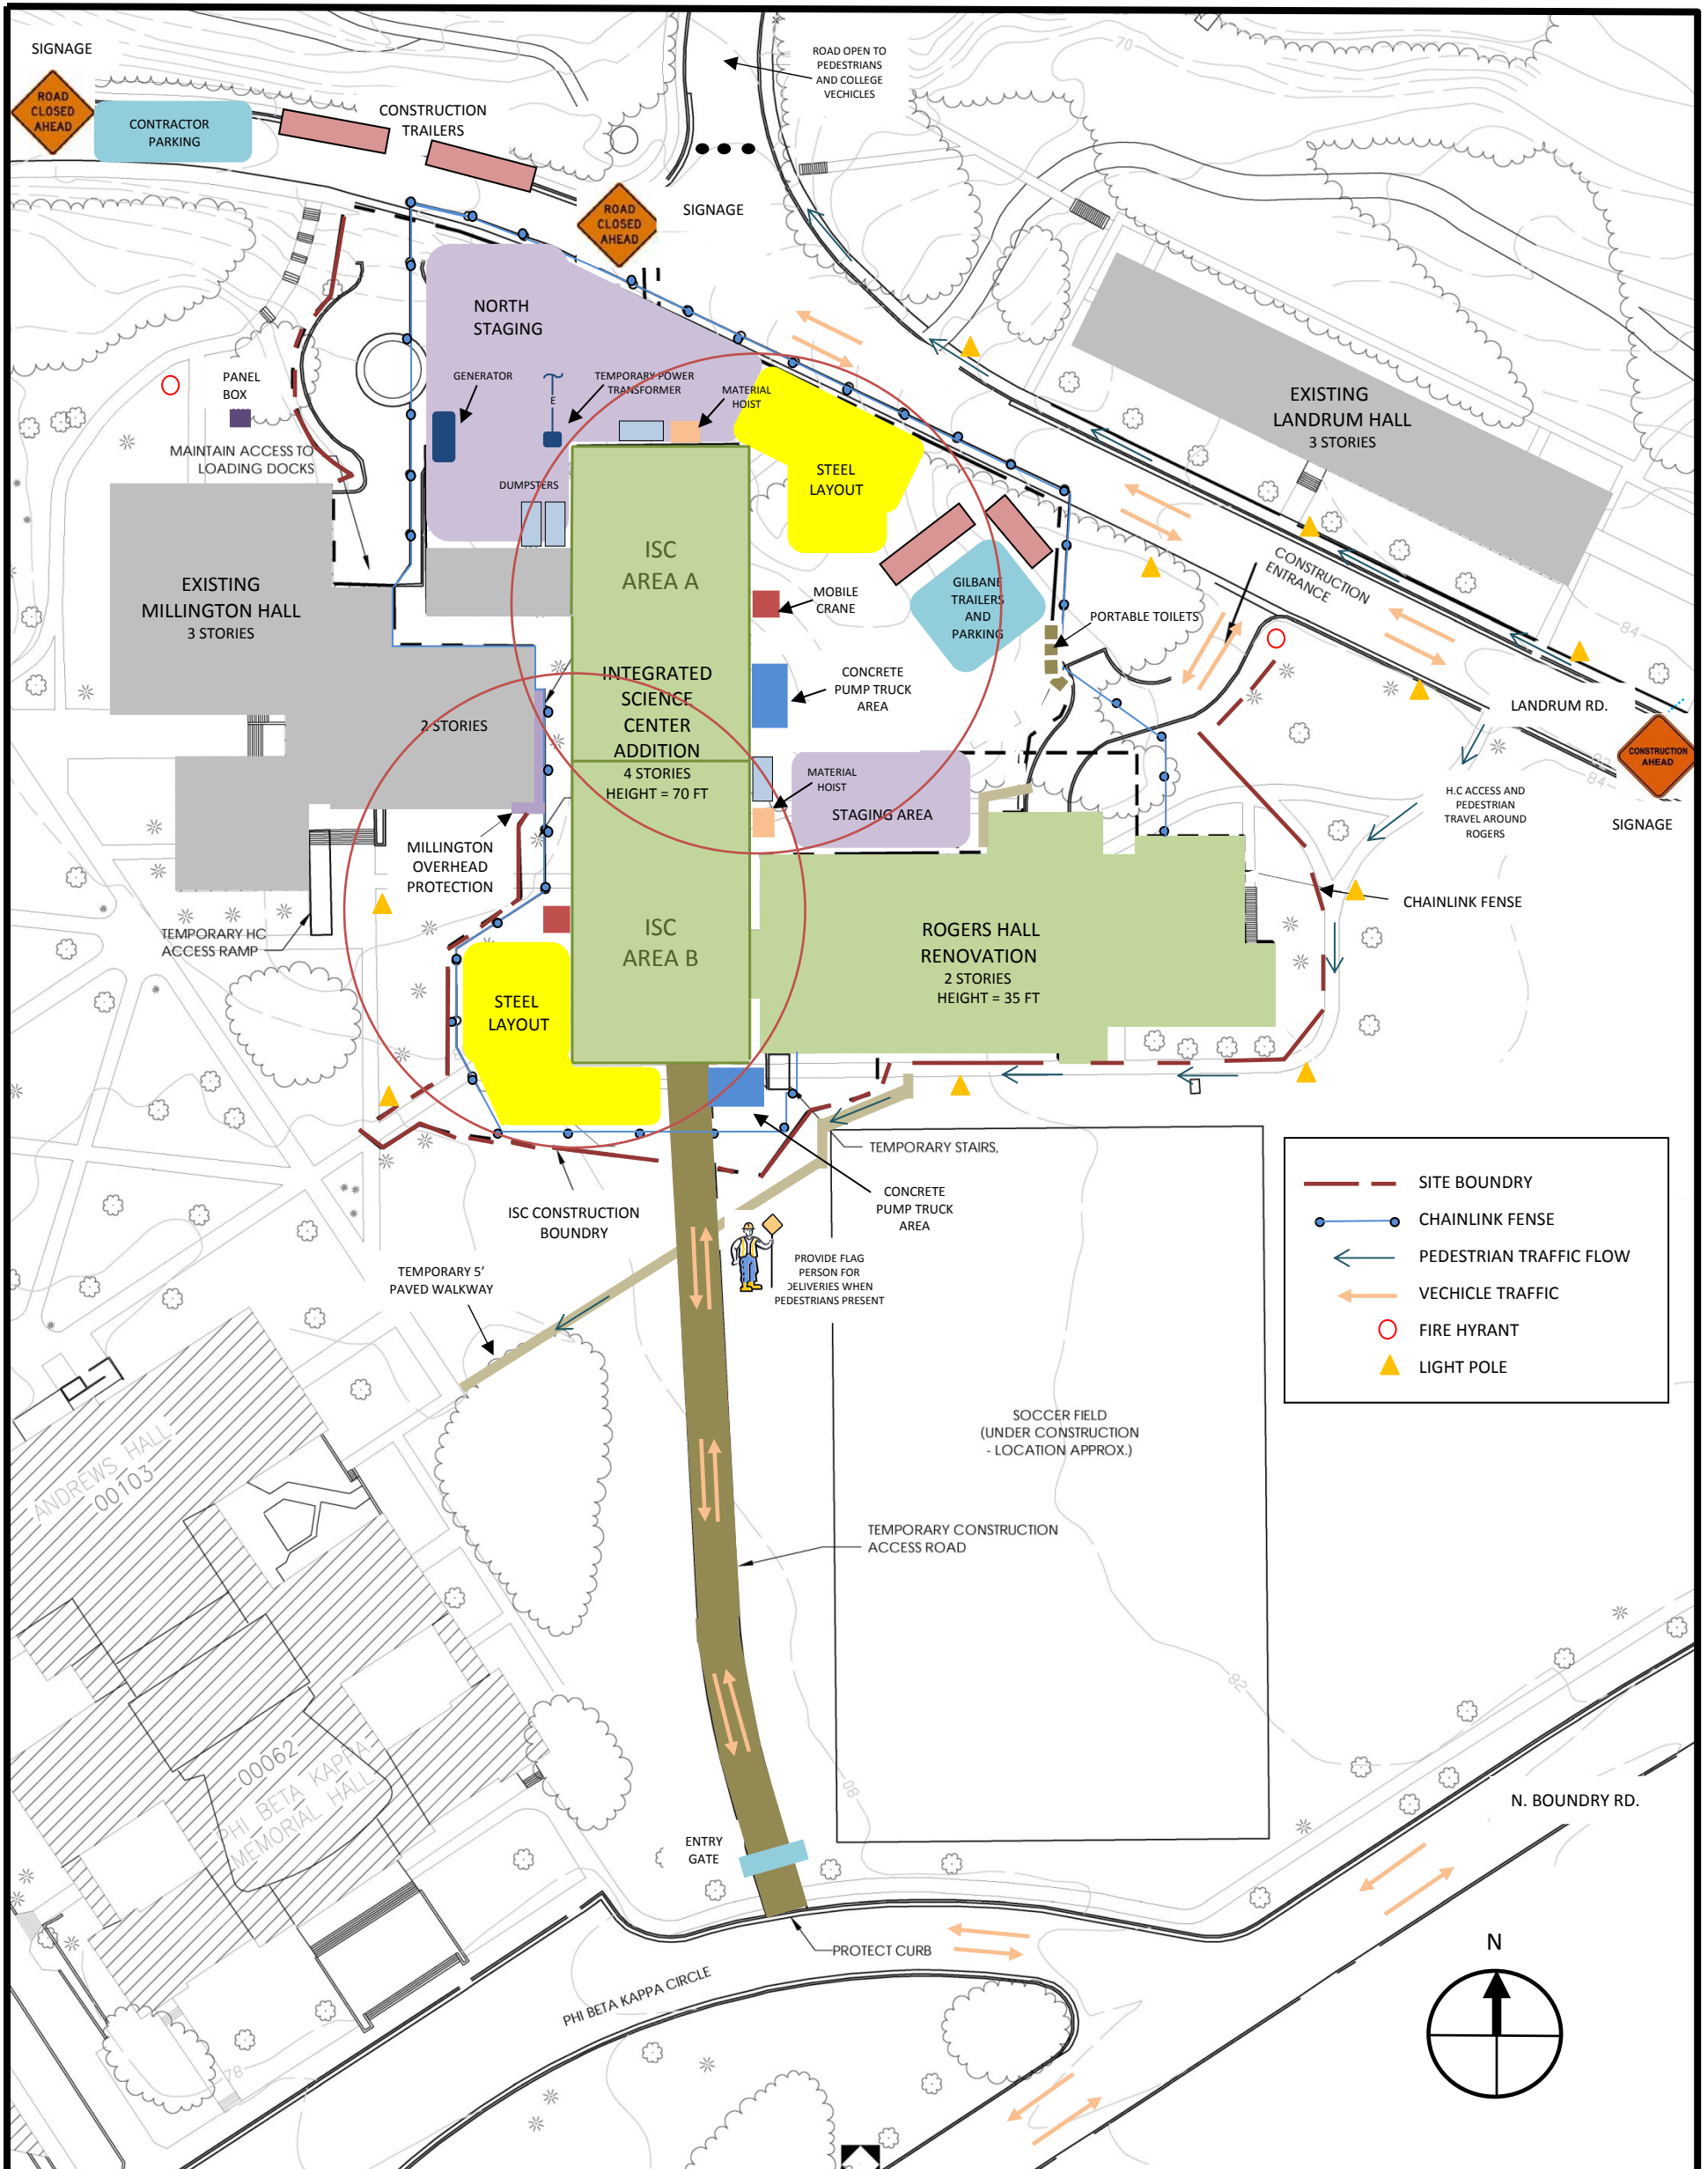 SIGNAGE
ROAD
CLOSED
AHEAD
CONTRACTOR
PARKING
CONSTRUCTION
TRAILERS
ROAD OPEN TO
PEDESTRIANS
AND COLLEGE
VECHICLES
70
ROAD
CLOSED
AHEAD
SIGNAGE
NORTH
STAGING
GENERATOR
E
TEMPORARY POWER
TRANSFORMER
MATERIAL
HOIST
PANEL
BOX
MAINTAIN ACCESS TO
LOADING DOCKS
DUMPSTERS
STEEL
LAYOUT
EXISTING
LANDRUM HALL
3 STORIES
EXISTING
MILLINGTON HALL
3 STORIES
ISC
AREA A
MOBILE
CRANE
GILBANE
TRAILERS
AND
PARKING
PORTABLE TOILETS
CONSTRUCTION
ENTRANCE
84
2 STORIES
INTEGRATED
SCIENCE
CENTER
ADDITION
4 STORIES
HEIGHT = 70 FT
CONCRETE
PUMP TRUCK
AREA
LANDRUM RD.
CONSTRUCTION
AHEAD
84
SIGNAGE
MATERIAL
HOIST
STAGING AREA
H.C ACCESS AND
PEDESTRIAN
TRAVEL AROUND
ROGERS
MILLINGTON
OVERHEAD
PROTECTION
CHAINLINK FENSE
TEMPORARY HC
ACCESS RAMP
ISC
AREA B
ROGERS HALL
RENOVATION
2 STORIES
HEIGHT = 35 FT
STEEL
LAYOUT
TEMPORARY STAIRS,
CONCRETE
PUMP TRUCK
AREA
ISC CONSTRUCTION
BOUNDRY
SITE BOUNDRY
CHAINLINK FENSE
PEDESTRIAN TRAFFIC FLOW
VECHICLE TRAFFIC
FIRE HYRANT
LIGHT POLE
PROVIDE FLAG
PERSON FOR
DELIVERIES WHEN
PEDESTRIANS PRESENT
TEMPORARY 5'
PAVED WALKWAY
SOCCER FIELD
(UNDER CONSTRUCTION
- LOCATION APPROX.)
ANDREWS HALL
00103
TEMPORARY CONSTRUCTION
ACCESS ROAD
82
00062
PHI BETA KAPPA
MEMORIAL HALL
80
N. BOUNDRY RD.
ENTRY
GATE
PROTECT CURB
PHI BETA KAPPA CIRCLE
78
N